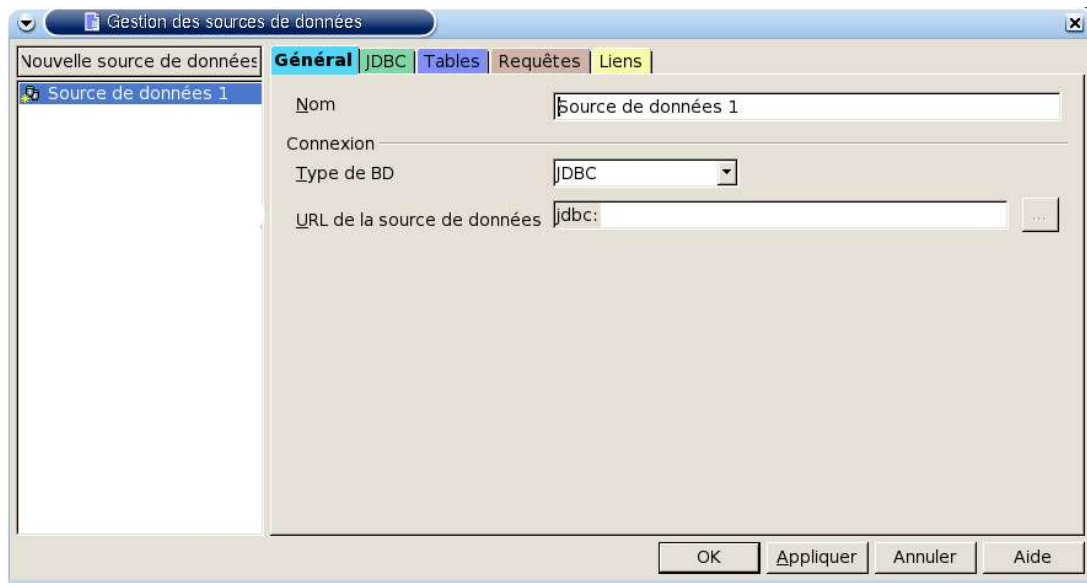 Gestion des sources de données
Nouvelle source de données
Général JDBC Tables Requêtes Liens
Source de données 1
Nom Source de données 1
Connexion
Type de BD JDBC
URL de la source de données jdbc: ...
OK Appliquer Annuler Aide